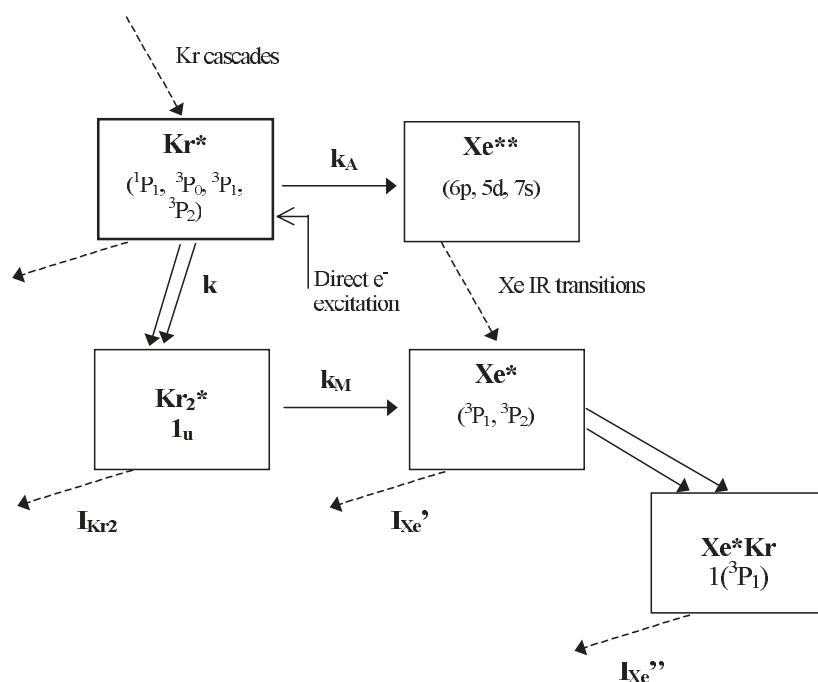 Kr cascades
Kr*
(¹P₁, ³P₀, ³P₁,
³P₂)
k_A
Xe**
(6p, 5d, 7s)
k
Direct e⁻
excitation
Xe IR transitions
Kr₂*
1ᵤ
k_M
Xe*
(³P₁, ³P₂)
I_Kr2
I_Xe’
Xe*Kr
1(³P₁)
I_Xe’’